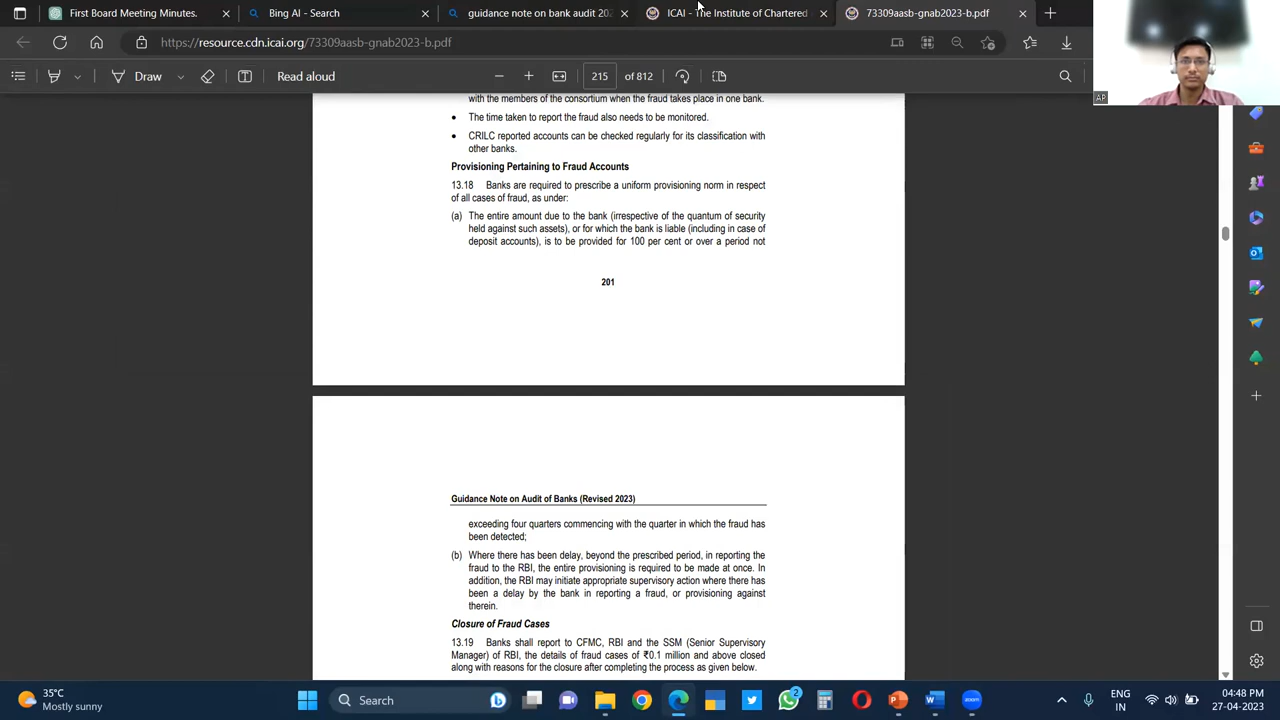 First Board Meeting Minutes.
Bing AI - Search
guidance note on bank audit 202
ICAI - The Institute of Chartered
73309aasb-gnab2023-b.pdf
https://resource.cdn.icai.org/73309aasb-gnab2023-b.pdf
Draw
Read aloud
215 of 812
AP
with the members of the consortium when the fraud takes place in one bank.
• The time taken to report the fraud also needs to be monitored.
• CRILC reported accounts can be checked regularly for its classification with
other banks.
Provisioning Pertaining to Fraud Accounts
13.18 Banks are required to prescribe a uniform provisioning norm in respect
of all cases of fraud, as under:
(a) The entire amount due to the bank (irrespective of the quantum of security
held against such assets), or for which the bank is liable (including in case of
deposit accounts), is to be provided for 100 per cent or over a period not
201
Guidance Note on Audit of Banks (Revised 2023)
exceeding four quarters commencing with the quarter in which the fraud has
been detected;
(b) Where there has been delay, beyond the prescribed period, in reporting the
fraud to the RBI, the entire provisioning is required to be made at once. In
addition, the RBI may initiate appropriate supervisory action where there has
been a delay by the bank in reporting a fraud, or provisioning against
therein.
Closure of Fraud Cases
13.19 Banks shall report to CFMC, RBI and the SSM (Senior Supervisory
Manager) of RBI, the details of fraud cases of ₹0.1 million and above closed
along with reasons for the closure after completing the process as given below.
35°C
Mostly sunny
Search
2
zoom
ENG
IN
04:48 PM
27-04-2023